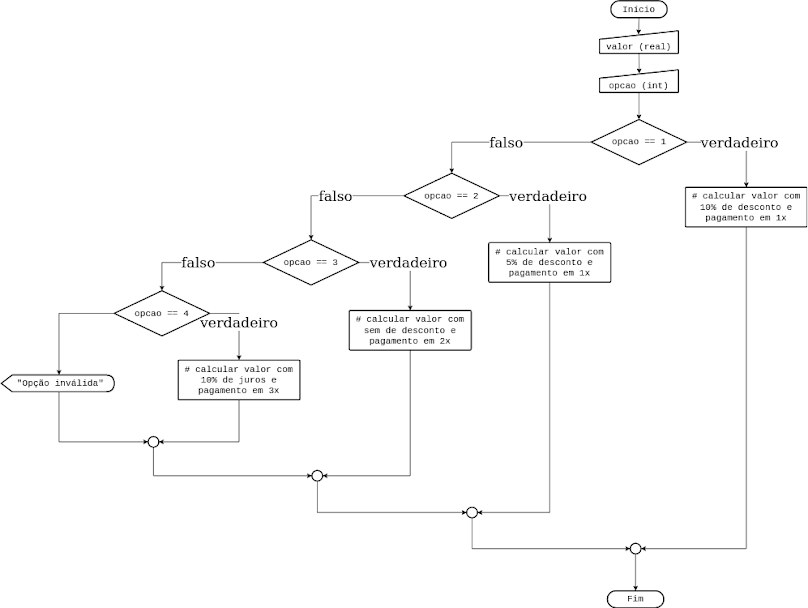 Início
valor (real)
opcao (int)
opcao == 1
falso
verdadeiro
# calcular valor com
10% de desconto e
pagamento em 1x
opcao == 2
falso
verdadeiro
# calcular valor com
5% de desconto e
pagamento em 1x
opcao == 3
falso
verdadeiro
# calcular valor com
sem de desconto e
pagamento em 2x
opcao == 4
verdadeiro
# calcular valor com
10% de juros e
pagamento em 3x
"Opção inválida"
Fim